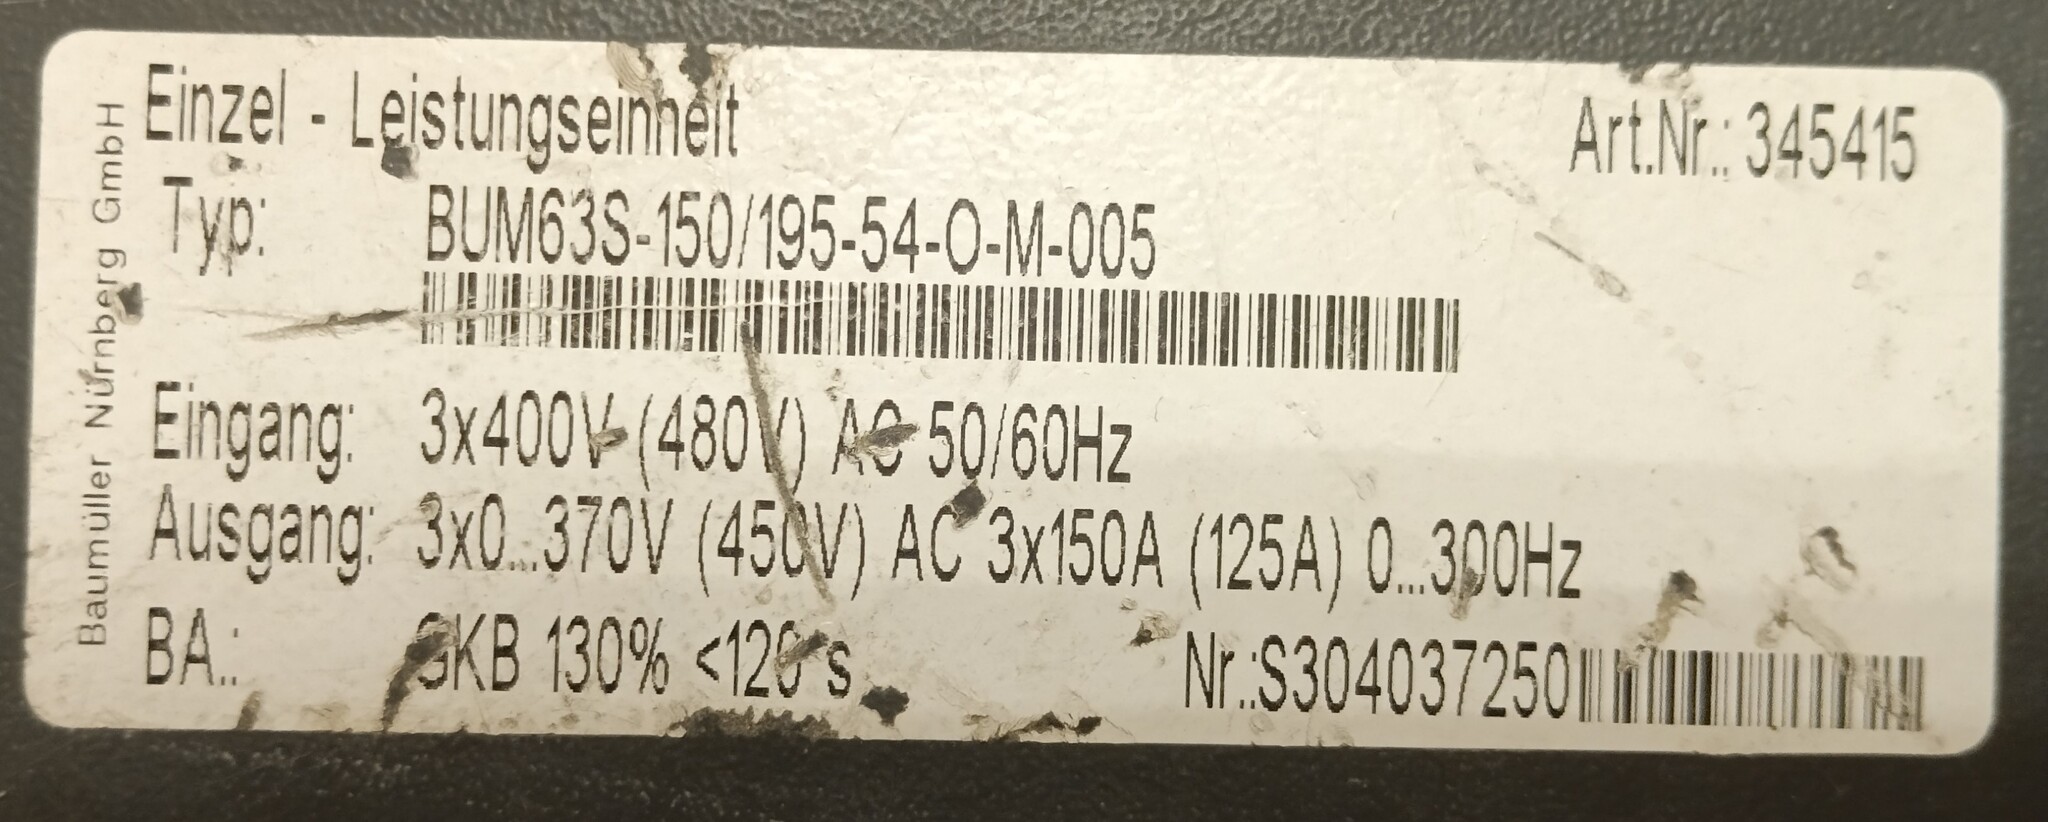 Einzel - Leistungseinheit
Art.Nr.: 345415
Typ: BUM63S-150/195-54-O-M-005
Eingang: 3x400V (480V) AC 50/60Hz
Ausgang: 3x0...370V (450V) AC 3x150A (125A) 0...300Hz
BA.: GKB 130% <120 s
Nr.:S304037250
Baumüller Nürnberg GmbH